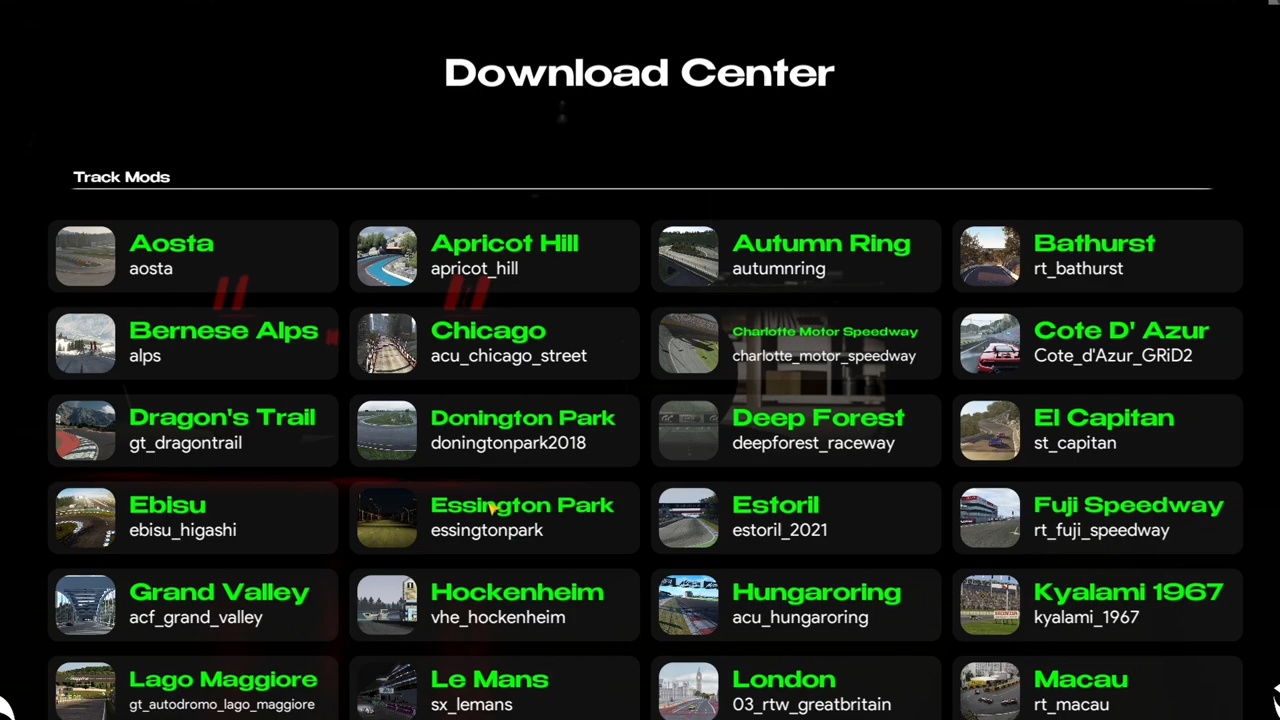 Download Center
Track Mods
Aosta
aosta
Apricot Hill
apricot_hill
Autumn Ring
autumnring
Bathurst
rt_bathurst
Bernese Alps
alps
Chicago
acu_chicago_street
Charlotte Motor Speedway
charlotte_motor_speedway
Cote D' Azur
Cote_d'Azur_GRiD2
Dragon's Trail
gt_dragontrail
Donington Park
doningtonpark2018
Deep Forest
deepforest_raceway
El Capitan
st_capitan
Ebisu
ebisu_higashi
Essington Park
essingtonpark
Estoril
estoril_2021
Fuji Speedway
rt_fuji_speedway
Grand Valley
acf_grand_valley
Hockenheim
vhe_hockenheim
Hungaroring
acu_hungaroring
Kyalami 1967
kyalami_1967
Lago Maggiore
gt_autodromo_lago_maggiore
Le Mans
sx_lemans
London
03_rtw_greatbritain
Macau
rt_macau